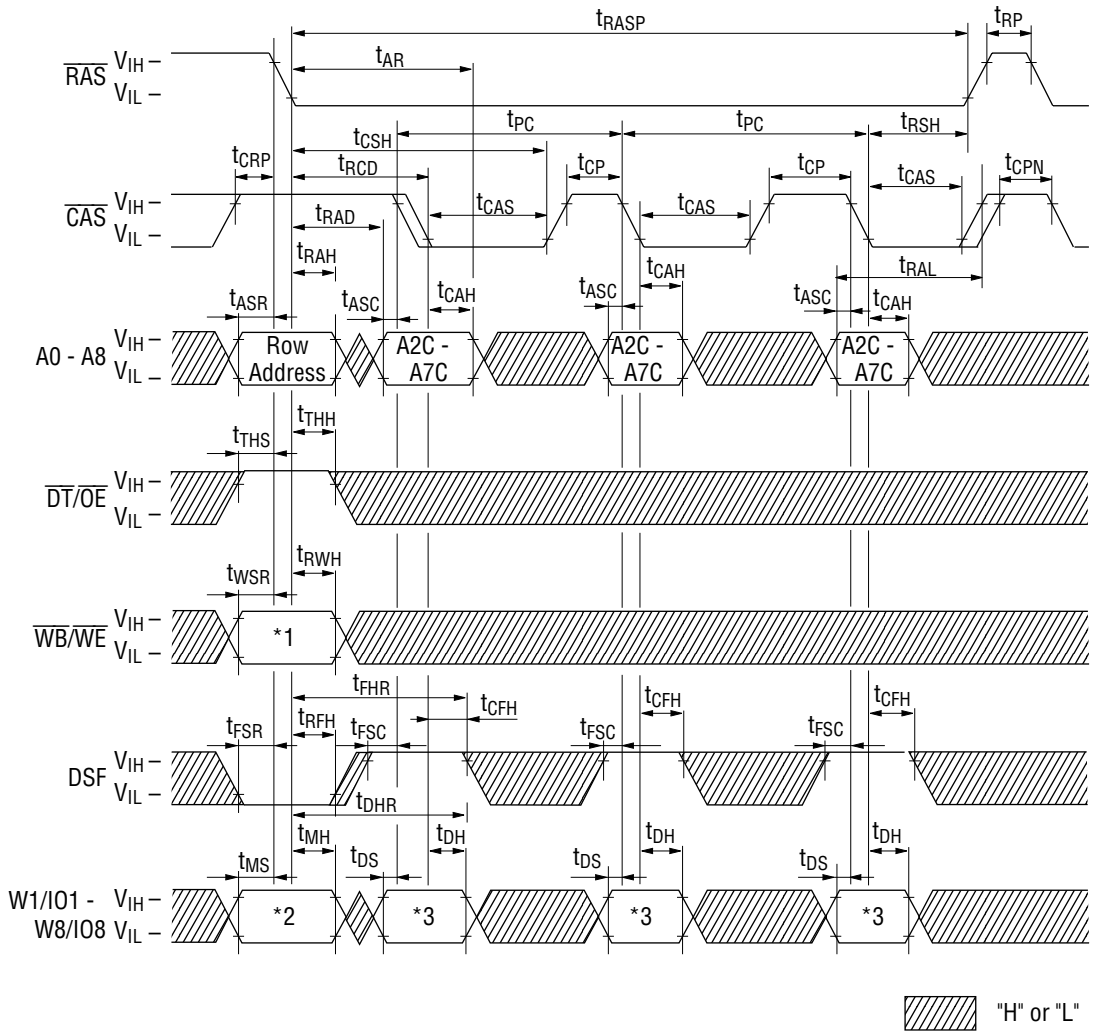 tRASP
tRP
tAR
RAS VIH –
VIL –
tPC
tPC
tRSH
tCSH
tCRP
tRCD
tCP
tCP
tCPN
CAS VIH –
VIL –
tCAS
tCAS
tCAS
tRAD
tRAH
tCAH
tRAL
tASR
tASC
tCAH
tASC
tASC
tCAH
A0 - A8 VIH –
VIL –
Row
Address
A2C -
A7C
A2C -
A7C
A2C -
A7C
tTHH
tTHS
DT/OE VIH –
VIL –
tRWH
tWSR
WB/WE VIH –
VIL –
*1
tFHR
tCFH
tCFH
tCFH
tFSR
tRFH
tFSC
tFSC
tFSC
DSF VIH –
VIL –
tDHR
tMH
tDH
tDH
tDH
tMS
tDS
tDS
tDS
W1/IO1 - VIH –
W8/IO8 VIL –
*2
*3
*3
*3
"H" or "L"